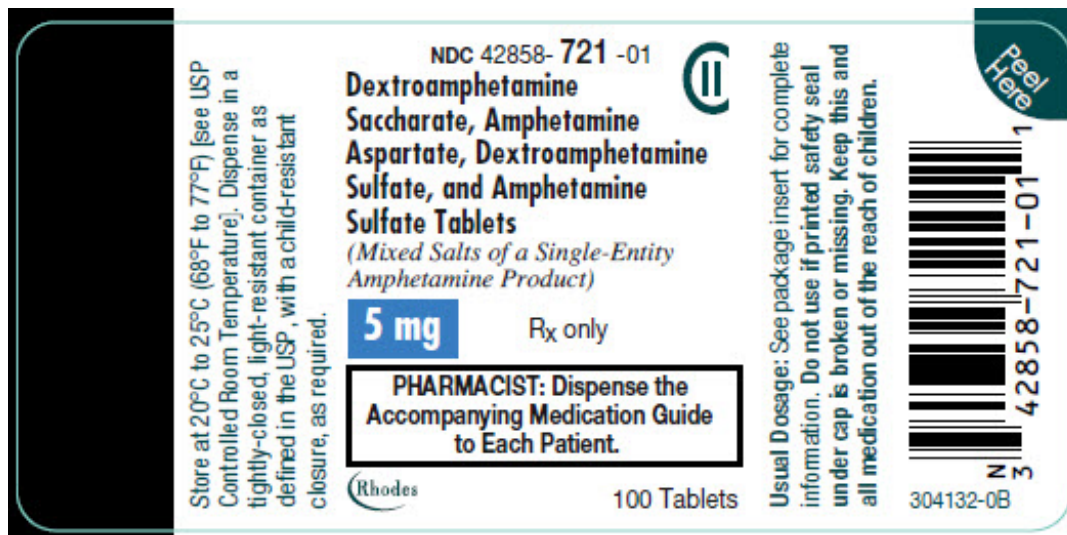 Store at 20°C to 25°C (68°F to 77°F) [see USP
Controlled Room Temperature]. Dispense in a
tightly-closed, light-resistant container as
defined in the USP, with a child-resistant
closure, as required.
NDC 42858- 721 -01
CII
Dextroamphetamine
Saccharate, Amphetamine
Aspartate, Dextroamphetamine
Sulfate, and Amphetamine
Sulfate Tablets
(Mixed Salts of a Single-Entity
Amphetamine Product)
5 mg
Rx only
PHARMACIST: Dispense the
Accompanying Medication Guide
to Each Patient.
Rhodes
100 Tablets
Usual Dosage: See package insert for complete
information. Do not use if printed safety seal
under cap is broken or missing. Keep this and
all medication out of the reach of children.
Peel
Here
N
3 42858-721-01 1
304132-0B